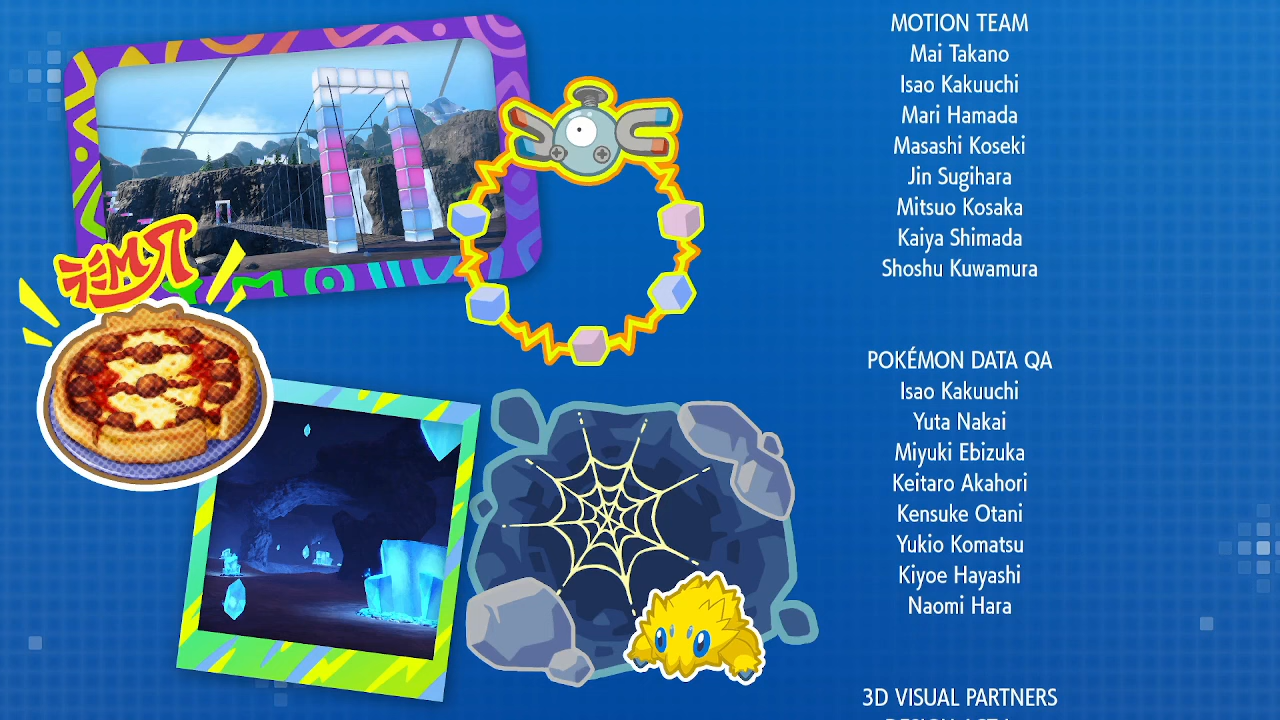 MOTION TEAM
Mai Takano
Isao Kakuuchi
Mari Hamada
Masashi Koseki
Jin Sugihara
Mitsuo Kosaka
Kaiya Shimada
Shoshu Kuwamura
POKÉMON DATA QA
Isao Kakuuchi
Yuta Nakai
Miyuki Ebizuka
Keitaro Akahori
Kensuke Otani
Yukio Komatsu
Kiyoe Hayashi
Naomi Hara
3D VISUAL PARTNERS